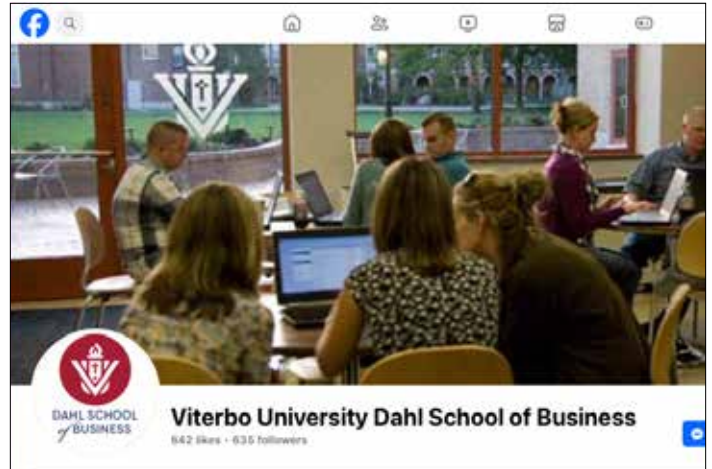 DAHL SCHOOL
of BUSINESS
Viterbo University Dahl School of Business
642 likes • 635 followers